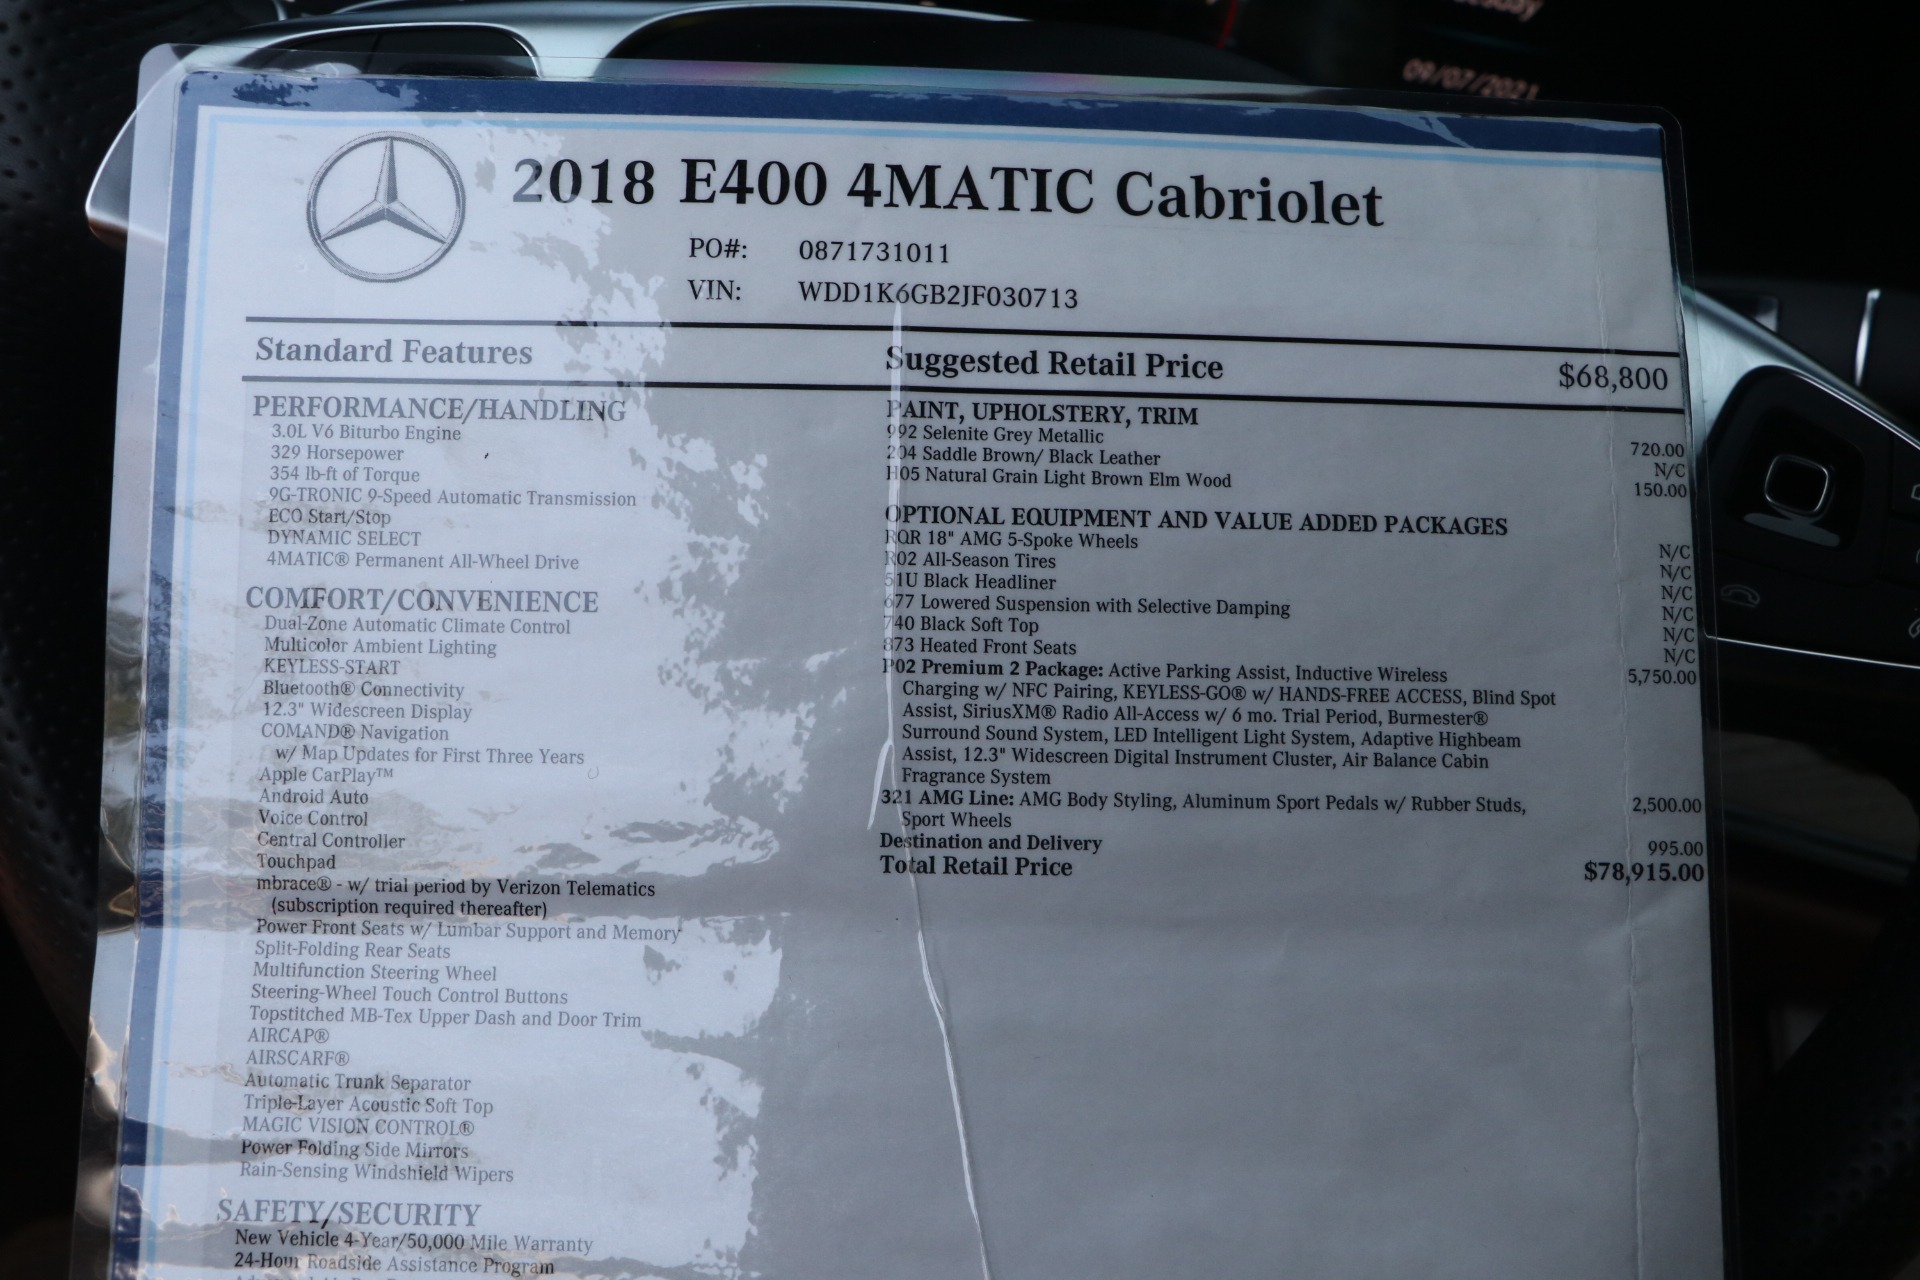 09/07/2021
2018 E400 4MATIC Cabriolet
PO#: 0871731011
VIN: WDD1K6GB2JF030713
Standard Features
PERFORMANCE/HANDLING
3.0L V6 Biturbo Engine
329 Horsepower
354 lb-ft of Torque
9G-TRONIC 9-Speed Automatic Transmission
ECO Start/Stop
DYNAMIC SELECT
4MATIC® Permanent All-Wheel Drive
COMFORT/CONVENIENCE
Dual-Zone Automatic Climate Control
Multicolor Ambient Lighting
KEYLESS-START
Bluetooth® Connectivity
12.3" Widescreen Display
COMAND® Navigation
w/ Map Updates for First Three Years
Apple CarPlay™
Android Auto
Voice Control
Central Controller
Touchpad
mbrace® - w/ trial period by Verizon Telematics
(subscription required thereafter)
Power Front Seats w/ Lumbar Support and Memory
Split-Folding Rear Seats
Multifunction Steering Wheel
Steering-Wheel Touch Control Buttons
Topstitched MB-Tex Upper Dash and Door Trim
AIRCAP®
AIRSCARF®
Automatic Trunk Separator
Triple-Layer Acoustic Soft Top
MAGIC VISION CONTROL®
Power Folding Side Mirrors
Rain-Sensing Windshield Wipers
SAFETY/SECURITY
New Vehicle 4-Year/50,000 Mile Warranty
24-Hour Roadside Assistance Program
Suggested Retail Price $68,800
PAINT, UPHOLSTERY, TRIM
992 Selenite Grey Metallic 720.00
204 Saddle Brown/ Black Leather N/C
H05 Natural Grain Light Brown Elm Wood 150.00
OPTIONAL EQUIPMENT AND VALUE ADDED PACKAGES
RQR 18" AMG 5-Spoke Wheels N/C
R02 All-Season Tires N/C
51U Black Headliner N/C
677 Lowered Suspension with Selective Damping N/C
740 Black Soft Top N/C
873 Heated Front Seats N/C
P02 Premium 2 Package: Active Parking Assist, Inductive Wireless 5,750.00
Charging w/ NFC Pairing, KEYLESS-GO® w/ HANDS-FREE ACCESS, Blind Spot
Assist, SiriusXM® Radio All-Access w/ 6 mo. Trial Period, Burmester®
Surround Sound System, LED Intelligent Light System, Adaptive Highbeam
Assist, 12.3" Widescreen Digital Instrument Cluster, Air Balance Cabin
Fragrance System
321 AMG Line: AMG Body Styling, Aluminum Sport Pedals w/ Rubber Studs, 2,500.00
Sport Wheels
Destination and Delivery 995.00
Total Retail Price $78,915.00